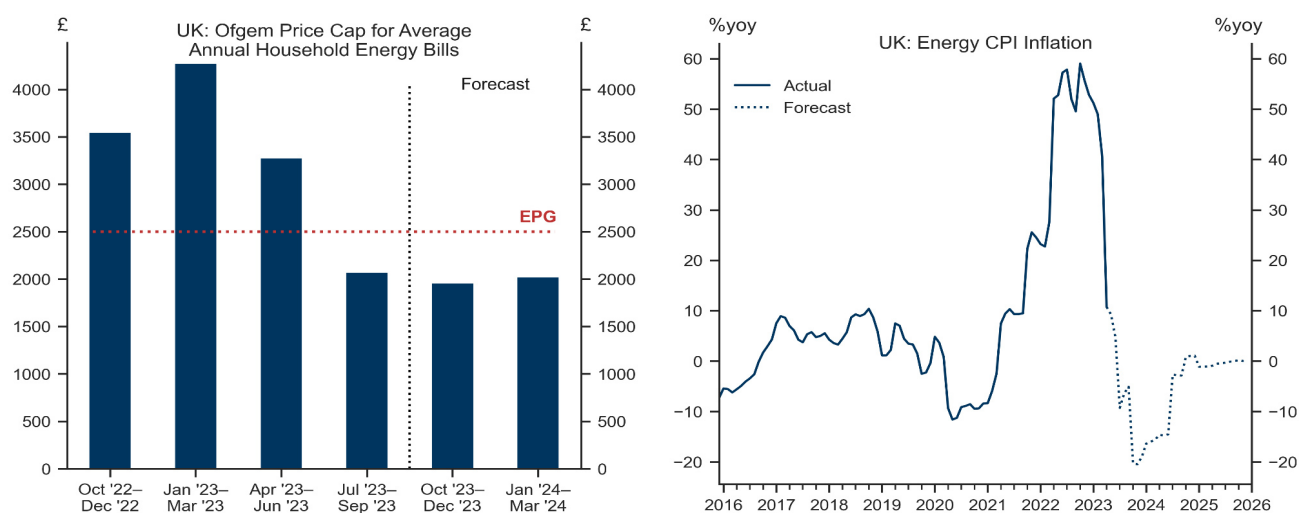 £
£
UK: Ofgem Price Cap for Average
Annual Household Energy Bills
Forecast
EPG
4000
3500
3000
2500
2000
1500
1000
500
0
4000
3500
3000
2500
2000
1500
1000
500
0
Oct '22–
Dec '22
Jan '23–
Mar '23
Apr '23–
Jun '23
Jul '23–
Sep '23
Oct '23–
Dec '23
Jan '24–
Mar '24
%yoy
%yoy
UK: Energy CPI Inflation
Actual
Forecast
60
50
40
30
20
10
0
−10
−20
60
50
40
30
20
10
0
−10
−20
2016 2017 2018 2019 2020 2021 2022 2023 2024 2025 2026